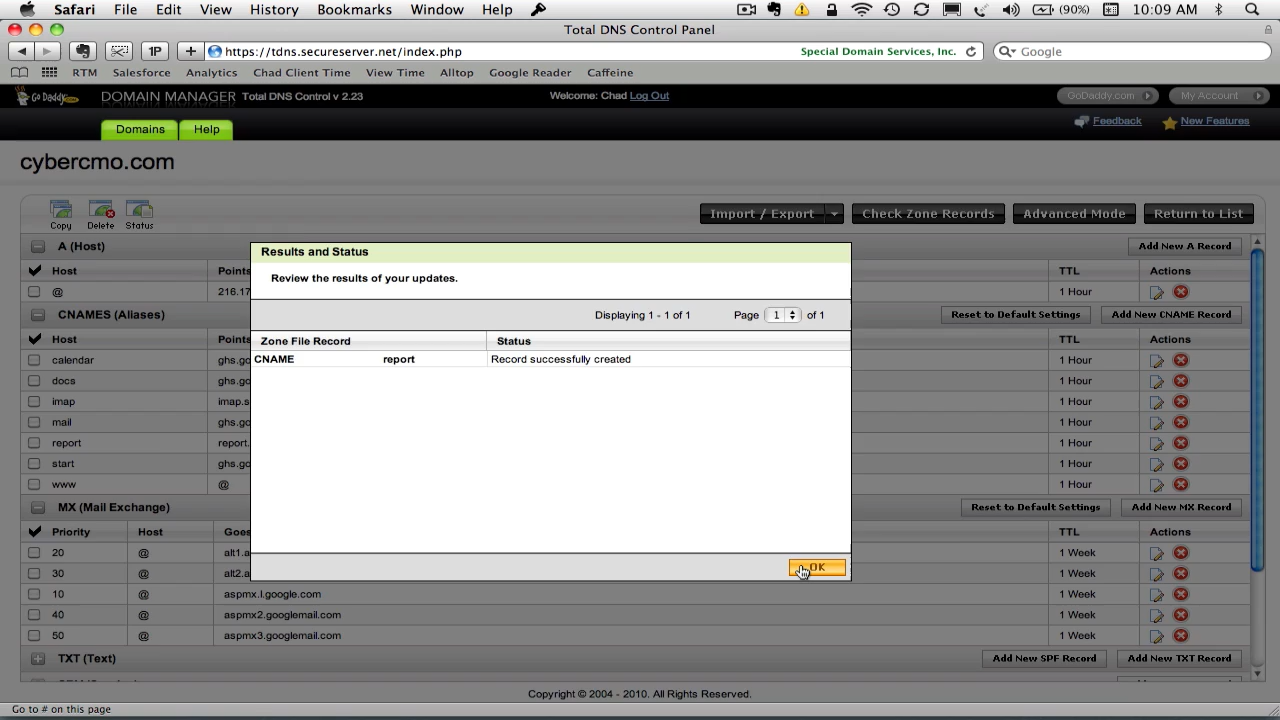 Safari File Edit View History Bookmarks Window Help (90%) 10:09 AM
Total DNS Control Panel
1P https://tdns.secureserver.net/index.php Special Domain Services, Inc. Google
RTM Salesforce Analytics Chad Client Time View Time Alltop Google Reader Caffeine
Go Daddy.com DOMAIN MANAGER Total DNS Control v 2.23 Welcome: Chad Log Out GoDaddy.com My Account
Domains Help Feedback New Features
cybercmo.com
Copy Delete Status Import / Export Check Zone Records Advanced Mode Return to List
A (Host) Add New A Record
Host Points TTL Actions
@ 216.17 1 Hour
CNAMES (Aliases) Reset to Default Settings Add New CNAME Record
Host Points TTL Actions
calendar ghs.go 1 Hour
docs ghs.go 1 Hour
imap imap.s 1 Hour
mail ghs.go 1 Hour
report report. 1 Hour
start ghs.go 1 Hour
www @ 1 Hour
MX (Mail Exchange) Reset to Default Settings Add New MX Record
Priority Host Goes TTL Actions
20 @ alt1.a 1 Week
30 @ alt2.a 1 Week
10 @ aspmx.l.google.com 1 Week
40 @ aspmx2.googlemail.com 1 Week
50 @ aspmx3.googlemail.com 1 Week
TXT (Text) Add New SPF Record Add New TXT Record
Results and Status
Review the results of your updates.
Displaying 1 - 1 of 1 Page 1 of 1
Zone File Record Status
CNAME report Record successfully created
OK
Copyright © 2004 - 2010. All Rights Reserved.
Go to # on this page